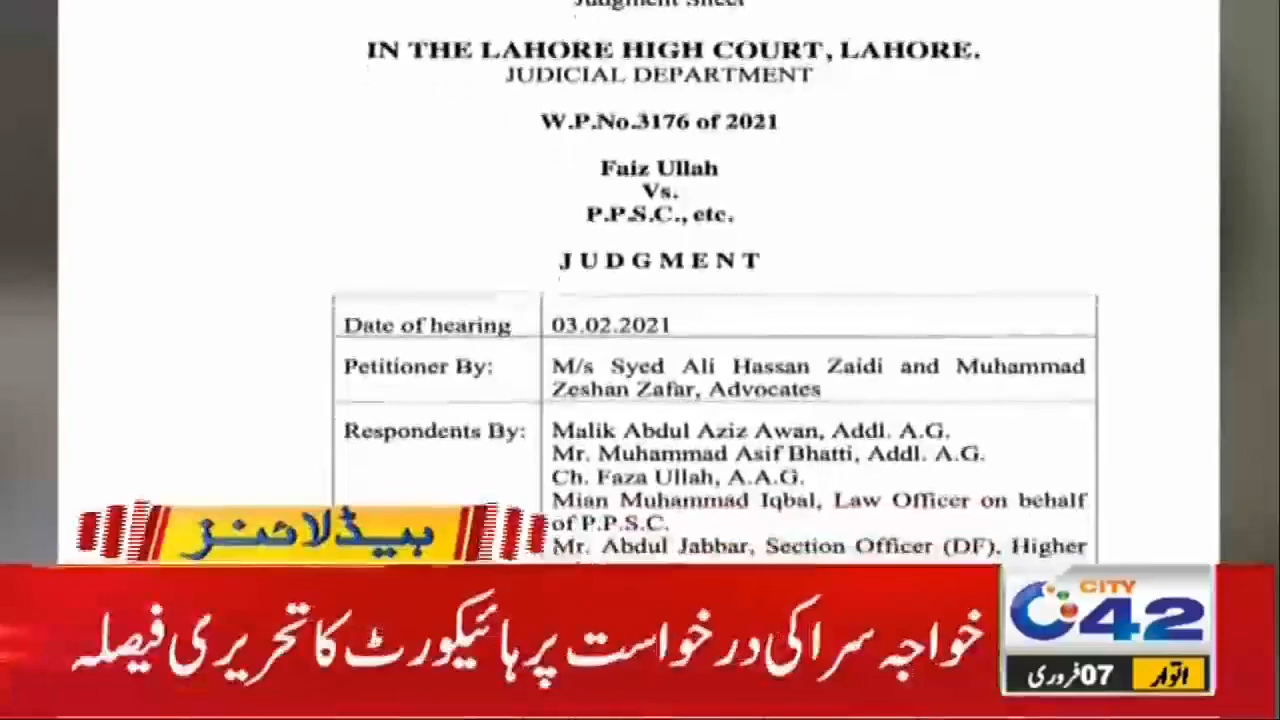 Judgment Sheet
IN THE LAHORE HIGH COURT, LAHORE.
JUDICIAL DEPARTMENT
W.P.No.3176 of 2021
Faiz Ullah
Vs.
P.P.S.C., etc.
J U D G M E N T
Date of hearing 03.02.2021
Petitioner By: M/s Syed Ali Hassan Zaidi and Muhammad
Zeshan Zafar, Advocates
Respondents By: Malik Abdul Aziz Awan, Addl. A.G.
Mr. Muhammad Asif Bhatti, Addl. A.G.
Ch. Faza Ullah, A.A.G.
Mian Muhammad Iqbal, Law Officer on behalf
of P.P.S.C.
Mr. Abdul Jabbar, Section Officer (DF), Higher
ہیڈلائنز
خواجہ سرا کی درخواست پر ہائیکورٹ کا تحریری فیصلہ
CITY
42
اتوار 07 فروری